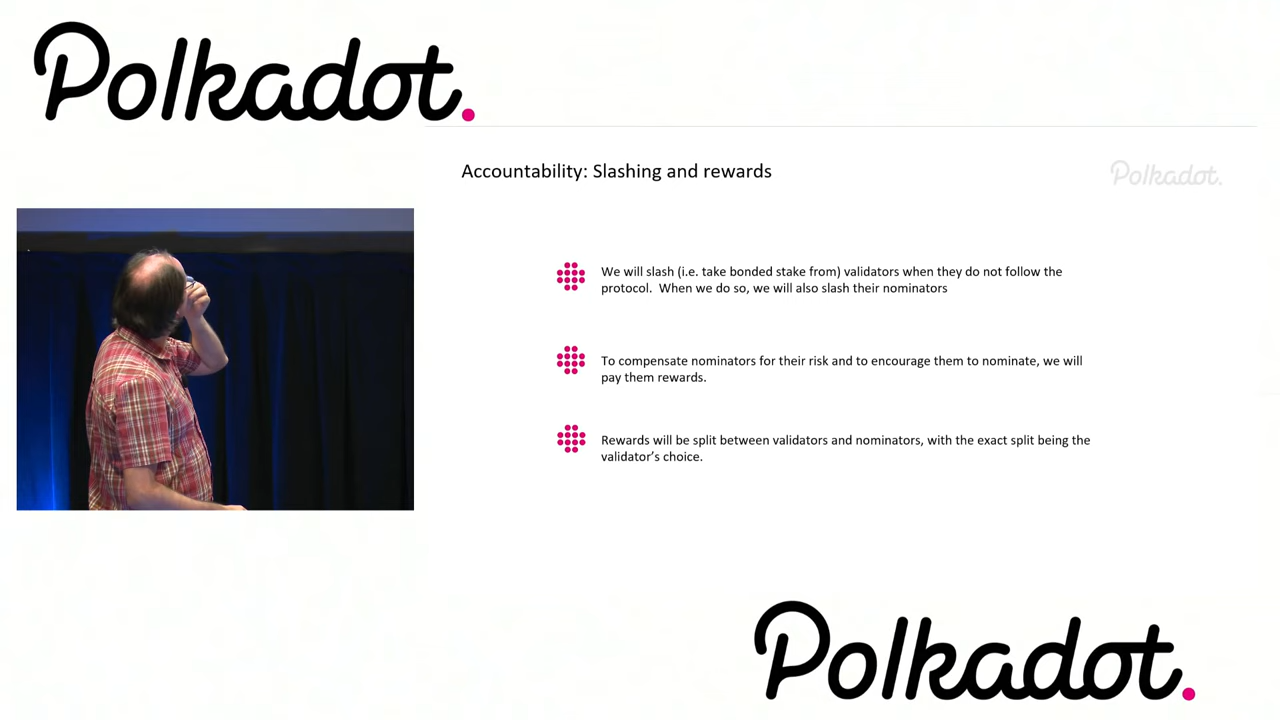 Polkadot.
Accountability: Slashing and rewards
Polkadot.
We will slash (i.e. take bonded stake from) validators when they do not follow the
protocol.  When we do so, we will also slash their nominators
To compensate nominators for their risk and to encourage them to nominate, we will
pay them rewards.
Rewards will be split between validators and nominators, with the exact split being the
validator’s choice.
Polkadot.